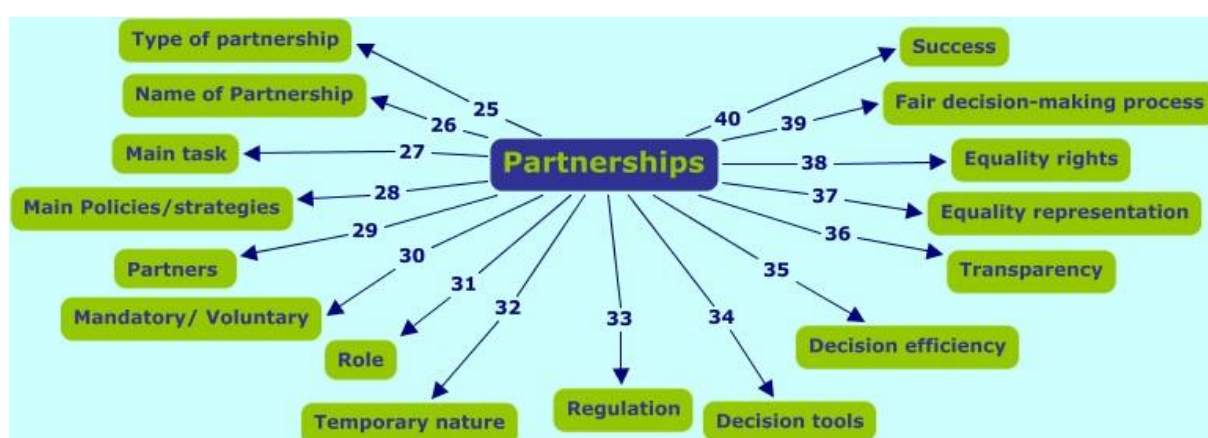 Type of partnership
Success
Name of Partnership
25
40
Fair decision-making process
26
39
Main task
27
Partnerships
38
Equality rights
Main Policies/strategies
28
37
Equality representation
29
36
Partners
30
35
Transparency
Mandatory/ Voluntary
31
32
33
34
Role
Decision efficiency
Temporary nature
Regulation
Decision tools